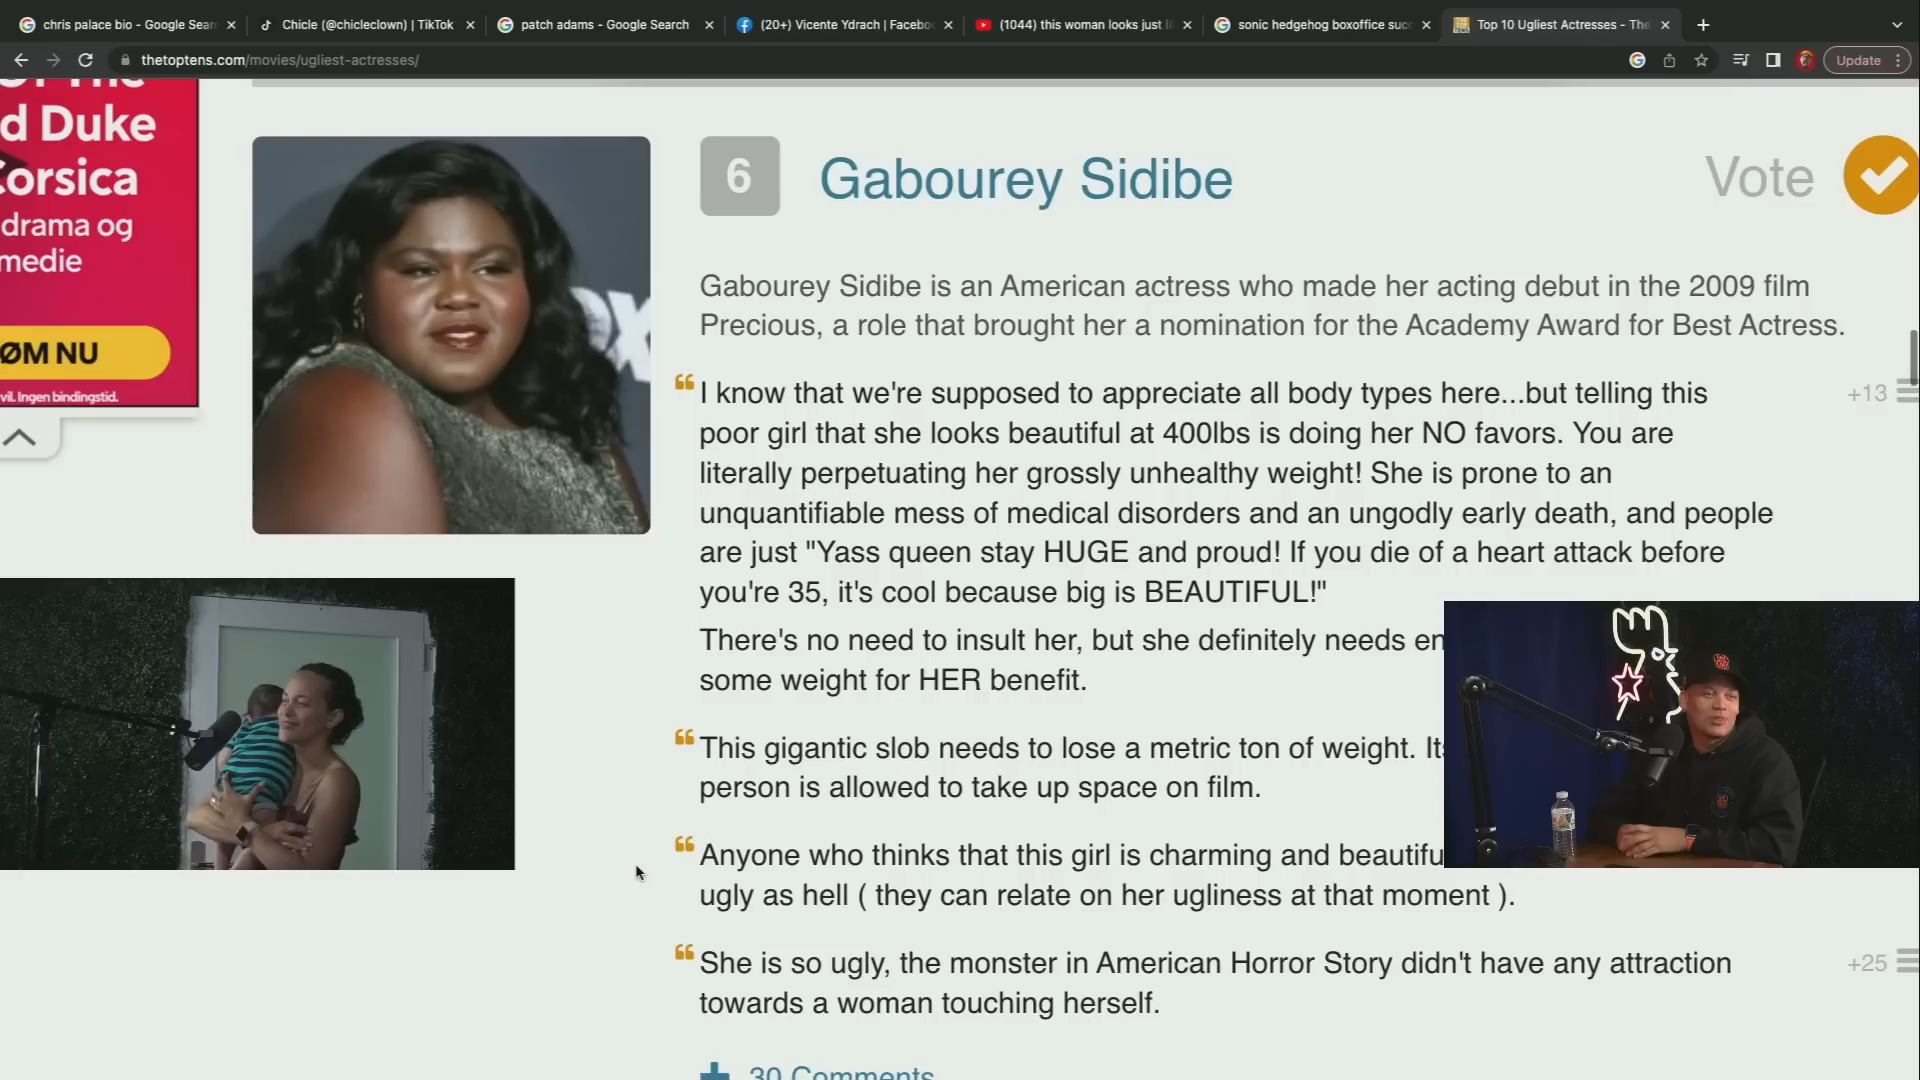 chris palace bio - Google Sear
Chicle (@chicleclown) | TikTok
patch adams - Google Search
(20+) Vicente Ydrach | Facebo
(1044) this woman looks just li
sonic hedgehog boxoffice suc
Top 10 Ugliest Actresses - The
thetoptens.com/movies/ugliest-actresses/
Update
d Duke
Corsica
drama og
medie
ØM NU
vil. Ingen bindingstid.
6
Gabourey Sidibe
Vote
Gabourey Sidibe is an American actress who made her acting debut in the 2009 film
Precious, a role that brought her a nomination for the Academy Award for Best Actress.
“I know that we're supposed to appreciate all body types here...but telling this
+13
poor girl that she looks beautiful at 400lbs is doing her NO favors. You are
literally perpetuating her grossly unhealthy weight! She is prone to an
unquantifiable mess of medical disorders and an ungodly early death, and people
are just "Yass queen stay HUGE and proud! If you die of a heart attack before
you're 35, it's cool because big is BEAUTIFUL!"
There's no need to insult her, but she definitely needs en
some weight for HER benefit.
“This gigantic slob needs to lose a metric ton of weight. Its
person is allowed to take up space on film.
“Anyone who thinks that this girl is charming and beautifu
ugly as hell ( they can relate on her ugliness at that moment ).
“She is so ugly, the monster in American Horror Story didn't have any attraction
+25
towards a woman touching herself.
30 Comments